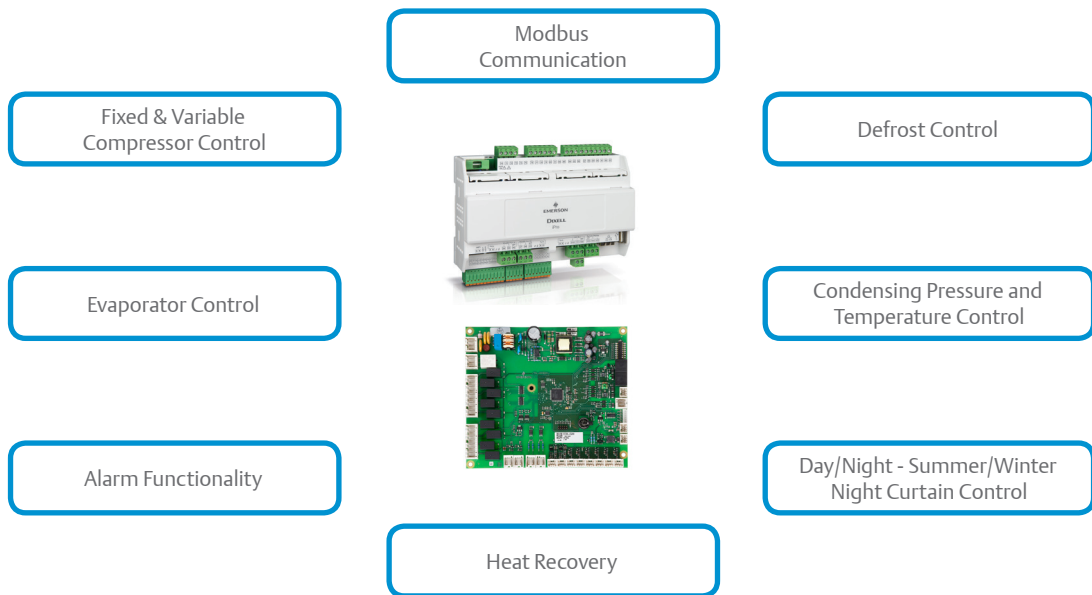 Modbus
Communication
Fixed & Variable
Compressor Control
Defrost Control
EMERSON
DIXELL
Evaporator Control
Condensing Pressure and
Temperature Control
Alarm Functionality
Day/Night - Summer/Winter
Night Curtain Control
Heat Recovery